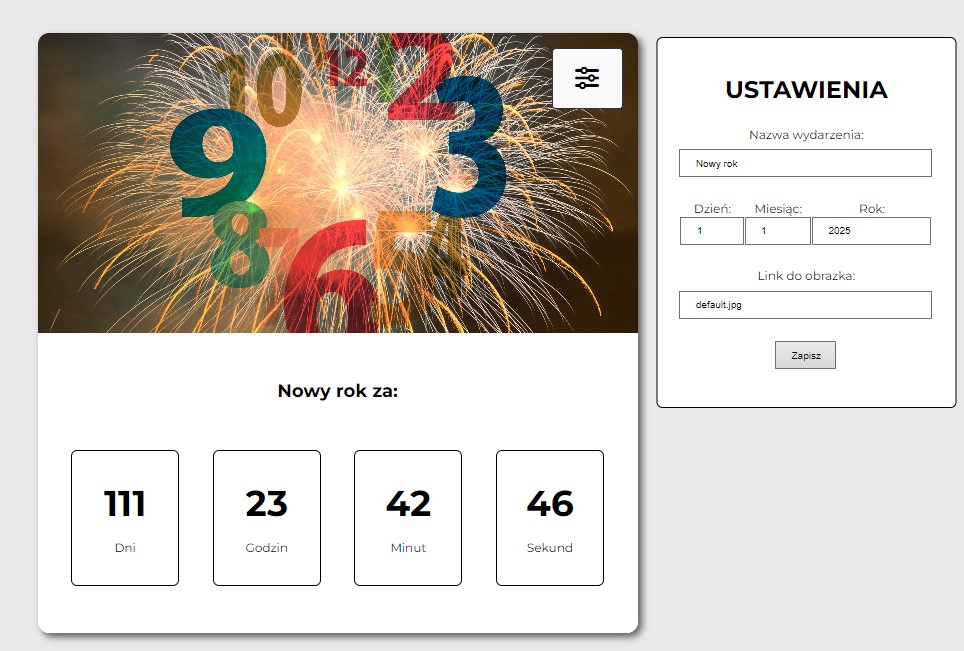 10
12
2
3
9
8
6
4
Nowy rok za:
111
23
42
46
Dni
Godzin
Minut
Sekund
USTAWIENIA
Nazwa wydarzenia:
Nowy rok
Dzień: Miesiąc: Rok:
1 1 2025
Link do obrazka:
default.jpg
Zapisz